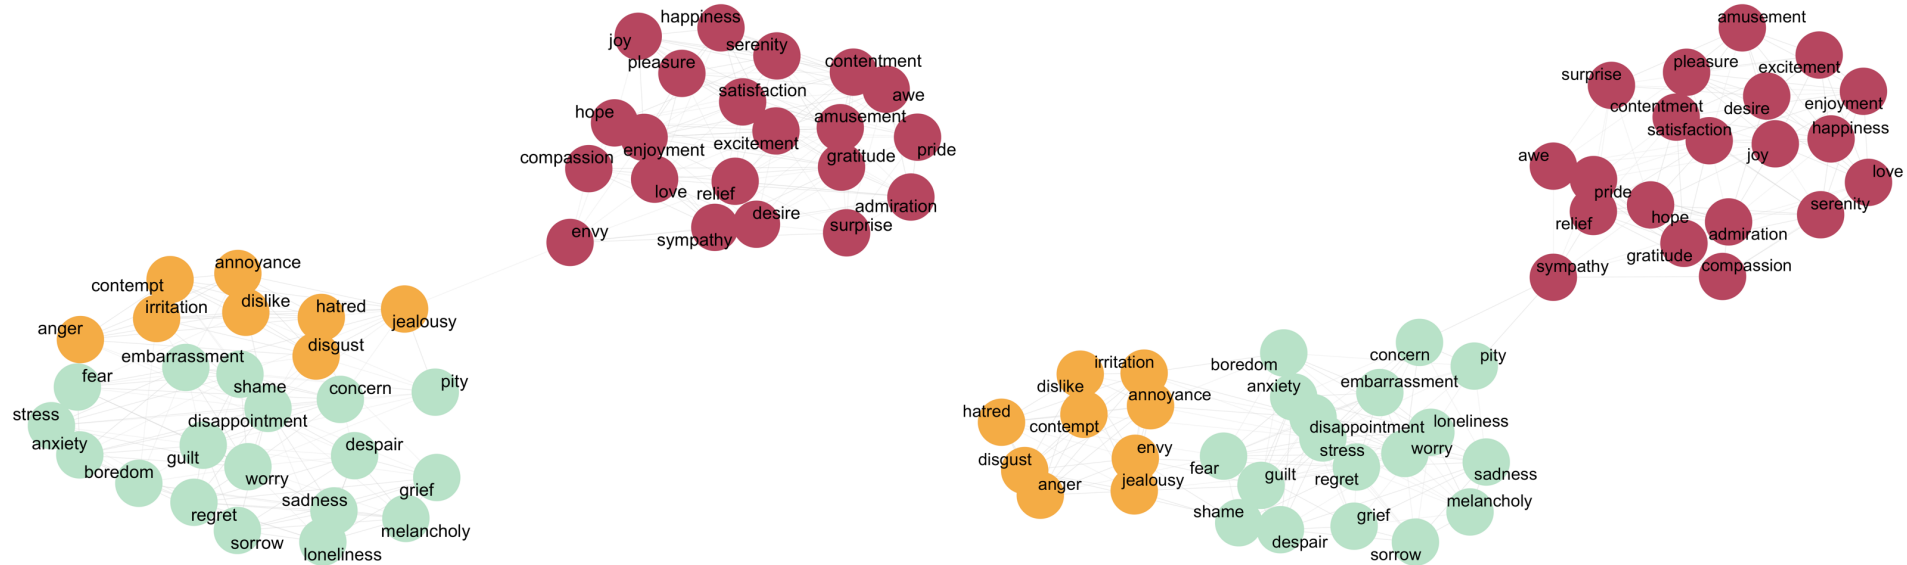 happiness
joy
serenity
pleasure
contentment
satisfaction
awe
hope
amusement
enjoyment
excitement
pride
compassion
gratitude
love
relief
admiration
desire
surprise
envy
sympathy
annoyance
contempt
irritation
dislike
hatred
jealousy
anger
disgust
embarrassment
fear
shame
concern
pity
stress
disappointment
anxiety
despair
guilt
boredom
worry
grief
sadness
regret
melancholy
sorrow
loneliness
amusement
pleasure
excitement
surprise
contentment
desire
enjoyment
satisfaction
happiness
awe
joy
love
pride
serenity
relief
hope
admiration
gratitude
sympathy
compassion
irritation
dislike
annoyance
hatred
contempt
envy
disgust
anger
jealousy
boredom
concern
pity
anxiety
embarrassment
disappointment
loneliness
stress
worry
fear
guilt
regret
sadness
shame
grief
melancholy
despair
sorrow